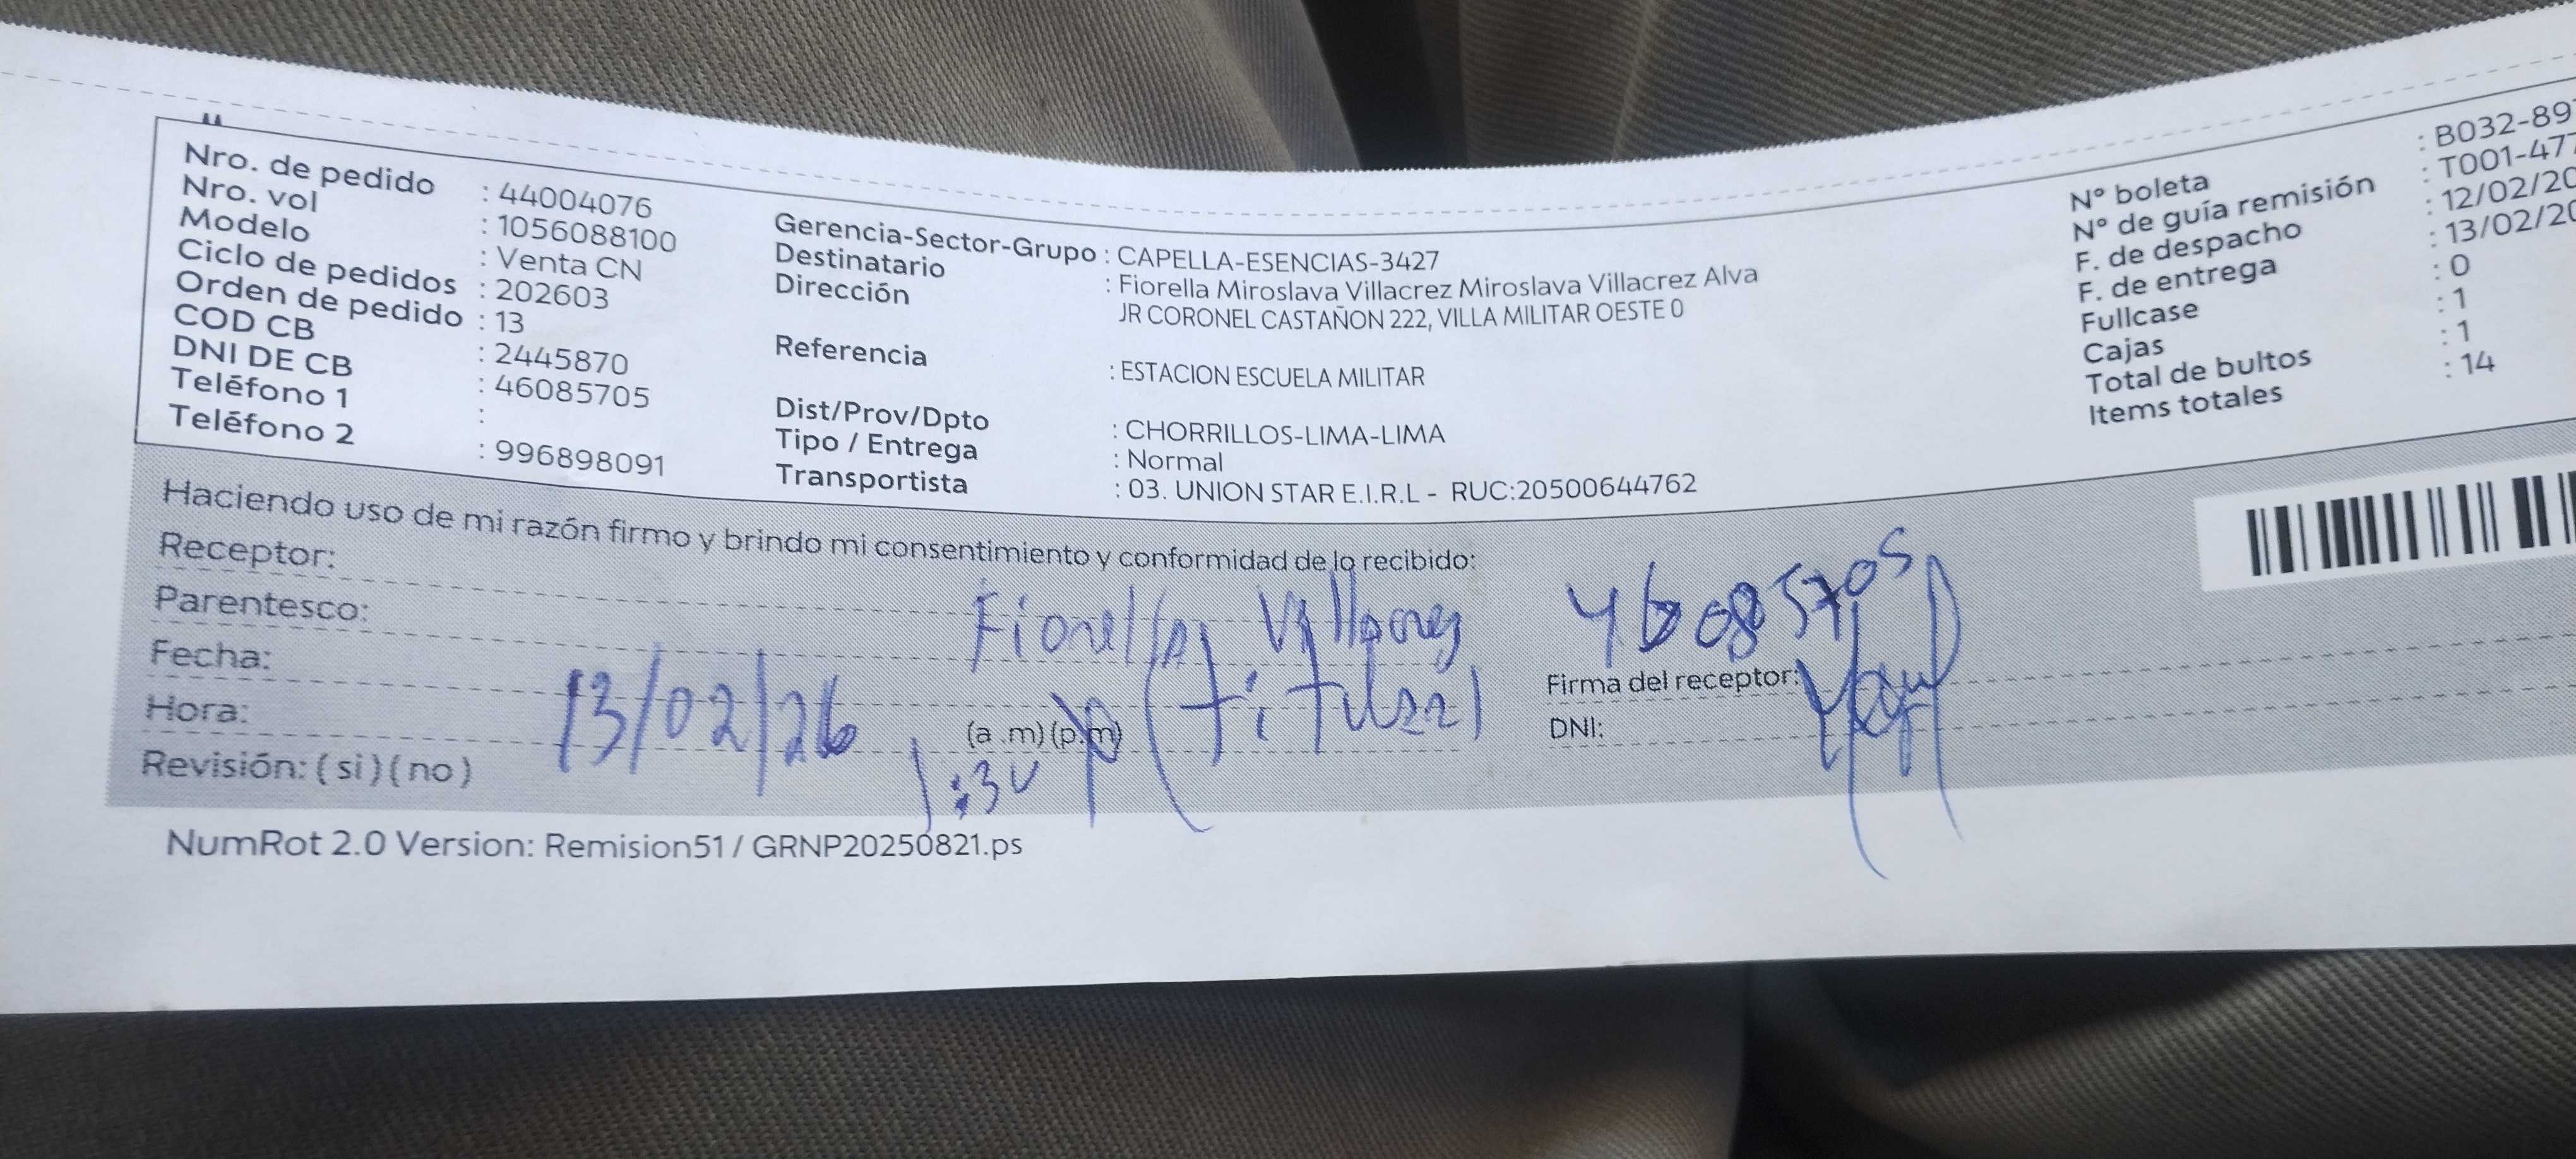 Nro. de pedido : 44004076
Nro. vol : 1056088100
Modelo : Venta CN
Ciclo de pedidos : 202603
Orden de pedido : 13
COD CB : 2445870
DNI DE CB : 46085705
Teléfono 1 :
Teléfono 2 : 996898091
Gerencia-Sector-Grupo : CAPELLA-ESENCIAS-3427
Destinatario : Fiorella Miroslava Villacrez Miroslava Villacrez Alva
Dirección JR CORONEL CASTAÑON 222, VILLA MILITAR OESTE 0
Referencia : ESTACION ESCUELA MILITAR
Dist/Prov/Dpto : CHORRILLOS-LIMA-LIMA
Tipo / Entrega : Normal
Transportista : 03. UNION STAR E.I.R.L - RUC:20500644762
N° boleta : B032-89
N° de guía remisión : T001-47
F. de despacho : 12/02/20
F. de entrega : 13/02/20
Fullcase : 0
Cajas : 1
Total de bultos : 1
Items totales : 14
Haciendo uso de mi razón firmo y brindo mi consentimiento y conformidad de lo recibido:
Receptor: Fiorella Villacrez 46085705
Parentesco: (titular)
Fecha: 13/02/26
Hora: 1:30 (a .m) (p.m)
Revisión: ( si ) ( no )
Firma del receptor:
DNI:
NumRot 2.0 Version: Remision51 / GRNP20250821.ps